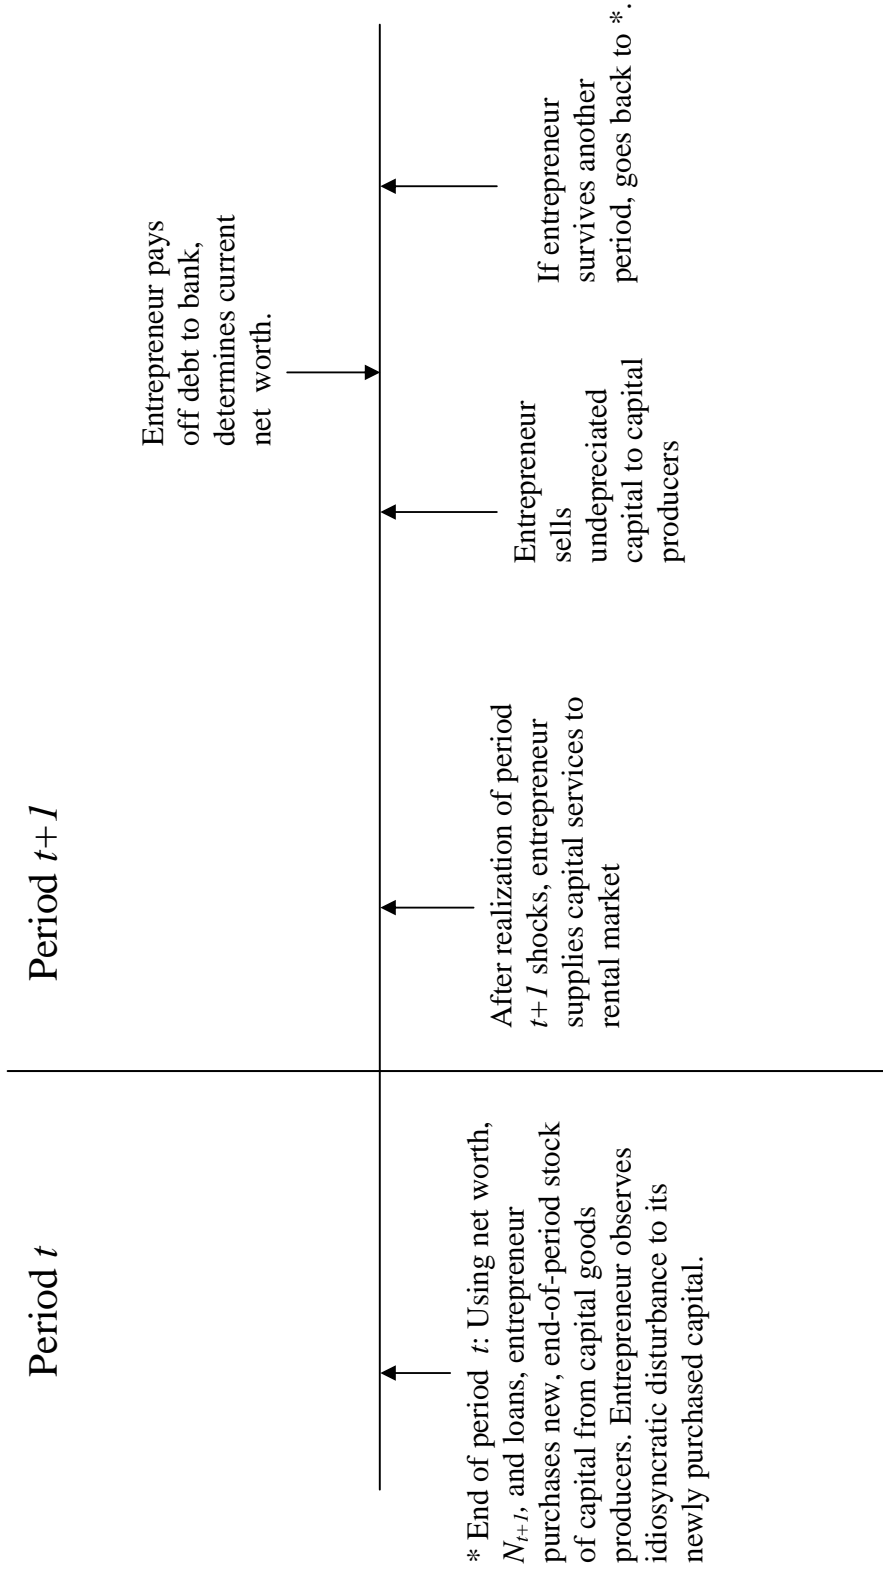 Period t
Period t+1
* End of period t: Using net worth,
N_{t+1}, and loans, entrepreneur
purchases new, end-of-period stock
of capital from capital goods
producers. Entrepreneur observes
idiosyncratic disturbance to its
newly purchased capital.
After realization of period
t+1 shocks, entrepreneur
supplies capital services to
rental market
Entrepreneur
sells
undepreciated
capital to capital
producers
Entrepreneur pays
off debt to bank,
determines current
net worth.
If entrepreneur
survives another
period, goes back to *.